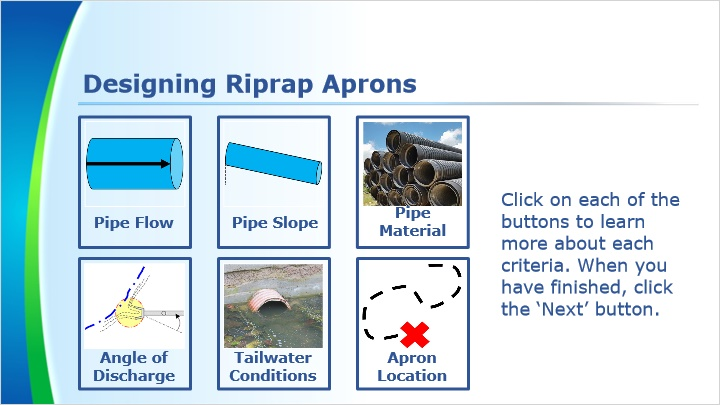 Designing Riprap Aprons
Pipe Flow
Pipe Slope
Pipe
Material
Angle of
Discharge
Tailwater
Conditions
Apron
Location
Click on each of the
buttons to learn
more about each
criteria. When you
have finished, click
the ‘Next’ button.